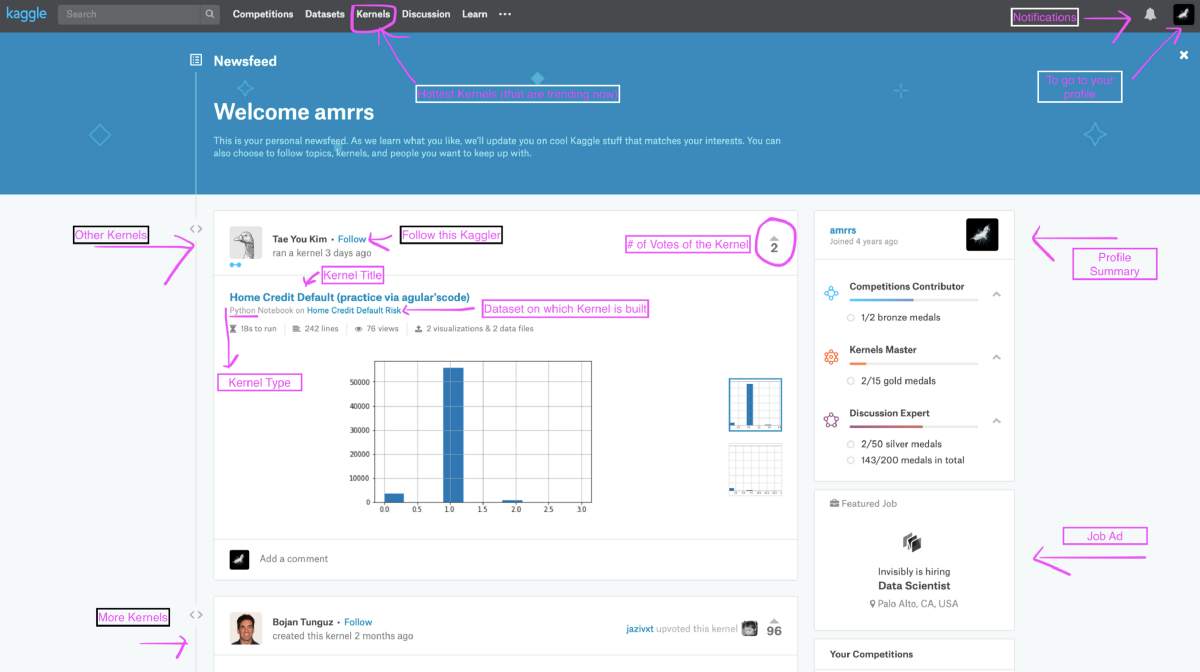 kaggle
Search
Competitions Datasets Kernels Discussion Learn •••
Notifications
Newsfeed
To go to your
profile
Hottest Kernels (that are trending now)
Welcome amrrs
This is your personal newsfeed. As we learn what you like, we'll update you on cool Kaggle stuff that matches your interests. You can
also choose to follow topics, kernels, and people you want to keep up with.
Other Kernels
Tae You Kim • Follow
ran a kernel 3 days ago
Follow this Kaggler
# of Votes of the Kernel
2
Kernel Title
Home Credit Default (practice via agular'scode)
Python Notebook on Home Credit Default Risk
Dataset on which Kernel is built
18s to run
242 lines
76 views
2 visualizations & 2 data files
Kernel Type
50000
40000
30000
20000
10000
0
0.0 0.5 1.0 1.5 2.0 2.5 3.0
Add a comment
More Kernels
Bojan Tunguz • Follow
created this kernel 2 months ago
jazivxt upvoted this kernel
96
amrrs
Joined 4 years ago
Profile
Summary
Competitions Contributor
1/2 bronze medals
Kernels Master
2/15 gold medals
Discussion Expert
2/50 silver medals
143/200 medals in total
Featured Job
Job Ad
Invisibly is hiring
Data Scientist
Palo Alto, CA, USA
Your Competitions